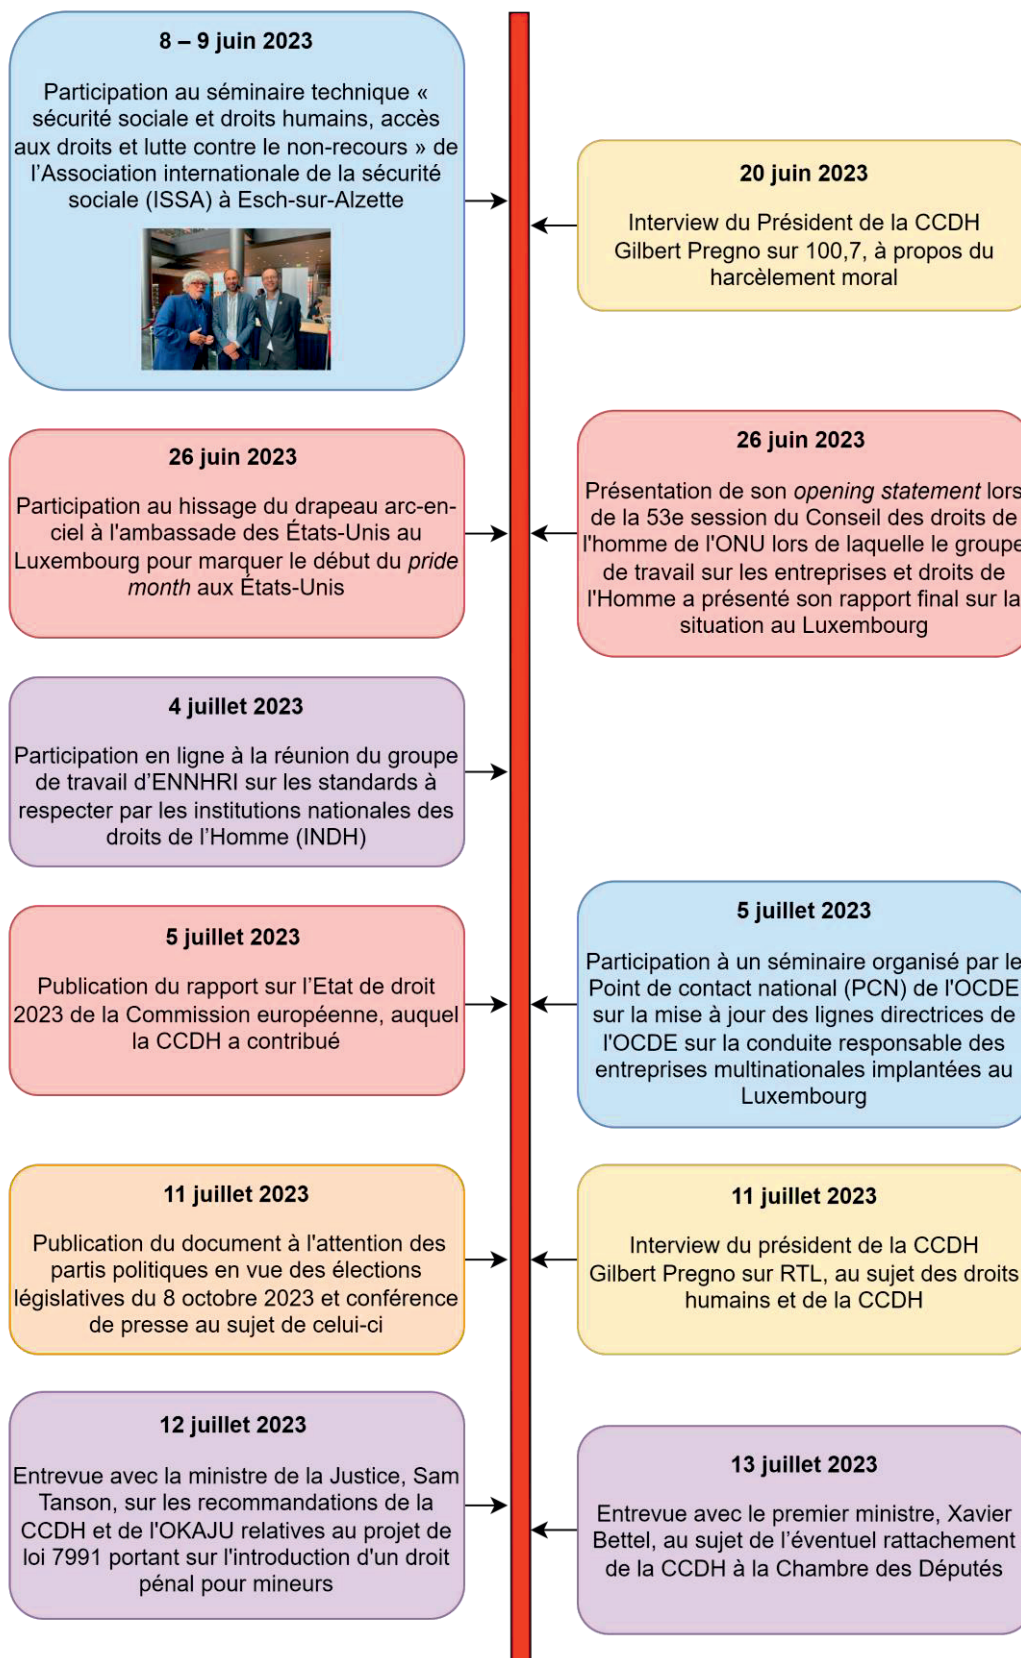 8 – 9 juin 2023
Participation au séminaire technique «
sécurité sociale et droits humains, accès
aux droits et lutte contre le non-recours » de
l’Association internationale de la sécurité
sociale (ISSA) à Esch-sur-Alzette
20 juin 2023
Interview du Président de la CCDH
Gilbert Pregno sur 100,7, à propos du
harcèlement moral
26 juin 2023
Participation au hissage du drapeau arc-en-
ciel à l'ambassade des États-Unis au
Luxembourg pour marquer le début du pride
month aux États-Unis
26 juin 2023
Présentation de son opening statement lors
de la 53e session du Conseil des droits de
l'homme de l'ONU lors de laquelle le groupe
de travail sur les entreprises et droits de
l'Homme a présenté son rapport final sur la
situation au Luxembourg
4 juillet 2023
Participation en ligne à la réunion du groupe
de travail d’ENNHRI sur les standards à
respecter par les institutions nationales des
droits de l’Homme (INDH)
5 juillet 2023
Publication du rapport sur l’Etat de droit
2023 de la Commission européenne, auquel
la CCDH a contribué
5 juillet 2023
Participation à un séminaire organisé par le
Point de contact national (PCN) de l'OCDE
sur la mise à jour des lignes directrices de
l'OCDE sur la conduite responsable des
entreprises multinationales implantées au
Luxembourg
11 juillet 2023
Publication du document à l'attention des
partis politiques en vue des élections
législatives du 8 octobre 2023 et conférence
de presse au sujet de celui-ci
11 juillet 2023
Interview du président de la CCDH
Gilbert Pregno sur RTL, au sujet des droits
humains et de la CCDH
12 juillet 2023
Entrevue avec la ministre de la Justice, Sam
Tanson, sur les recommandations de la
CCDH et de l'OKAJU relatives au projet de
loi 7991 portant sur l'introduction d'un droit
pénal pour mineurs
13 juillet 2023
Entrevue avec le premier ministre, Xavier
Bettel, au sujet de l’éventuel rattachement
de la CCDH à la Chambre des Députés